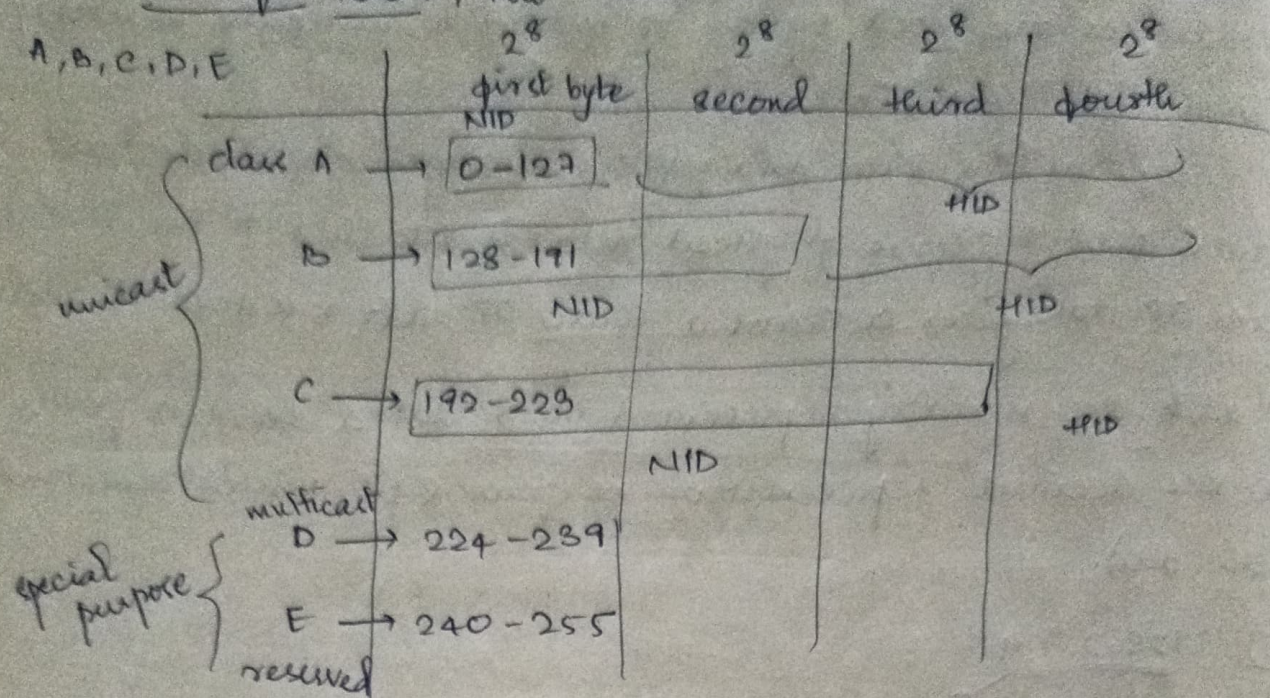 A, B, C, D, E
2^8 2^8 2^8 2^8
first byte second third fourth
NID
class A → 0-127
HID
B → 128-191
NID HID
unicast
C → 192-223
HID
NID
multicast
D → 224-239
special purpose
E → 240-255
reserved